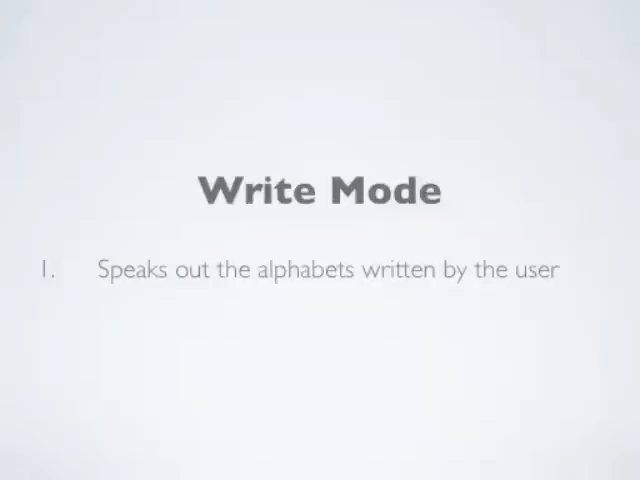 Write Mode
1. Speaks out the alphabets written by the user